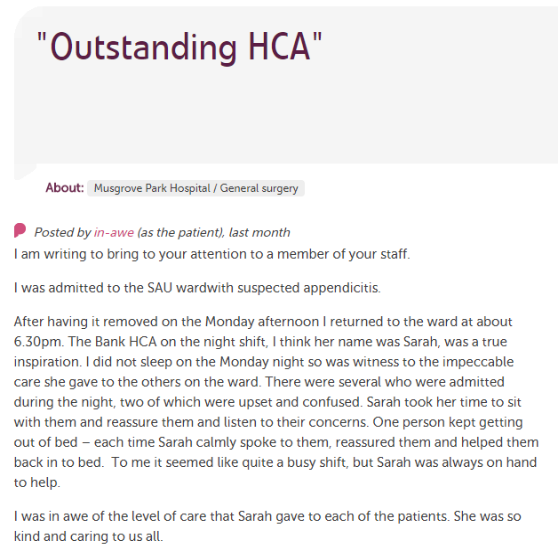 "Outstanding HCA"
About: Musgrove Park Hospital / General surgery
Posted by in-awe (as the patient), last month
I am writing to bring to your attention to a member of your staff.
I was admitted to the SAU wardwith suspected appendicitis.
After having it removed on the Monday afternoon I returned to the ward at about
6.30pm. The Bank HCA on the night shift, I think her name was Sarah, was a true
inspiration. I did not sleep on the Monday night so was witness to the impeccable
care she gave to the others on the ward. There were several who were admitted
during the night, two of which were upset and confused. Sarah took her time to sit
with them and reassure them and listen to their concerns. One person kept getting
out of bed – each time Sarah calmly spoke to them, reassured them and helped them
back in to bed.  To me it seemed like quite a busy shift, but Sarah was always on hand
to help.
I was in awe of the level of care that Sarah gave to each of the patients. She was so
kind and caring to us all.